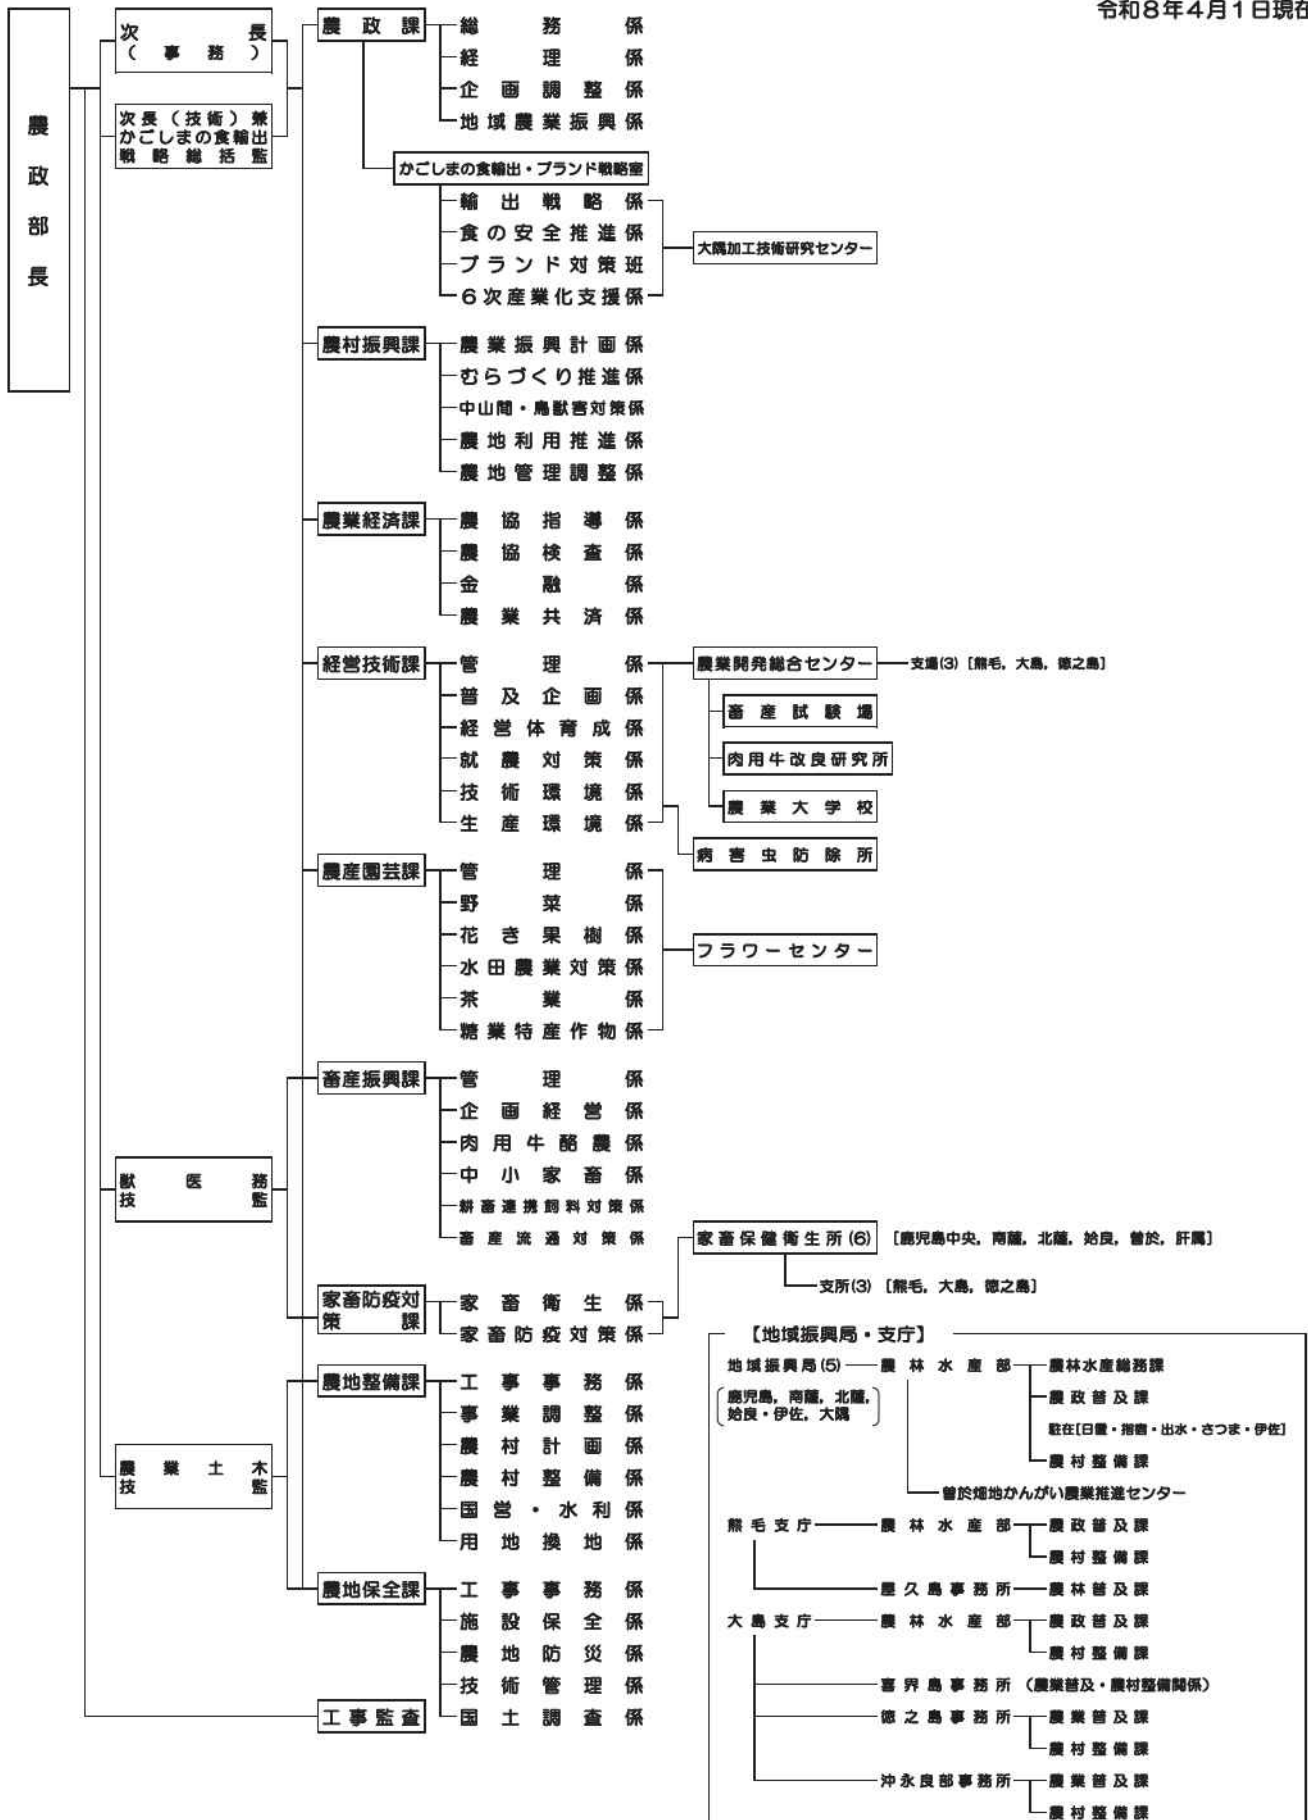 令和8年4月1日現在
農政部長
次長
(事務)
次長(技術)兼
かごしまの食輸出
戦略総括監
農政課
総務係
経理係
企画調整係
地域農業振興係
かごしまの食輸出・ブランド戦略室
輸出戦略係
食の安全推進係
ブランド対策班
6次産業化支援係
大隅加工技術研究センター
農村振興課
農業振興計画係
むらづくり推進係
中山間・鳥獣害対策係
農地利用推進係
農地管理調整係
農業経済課
農協指導係
農協検査係
金融係
農業共済係
経営技術課
管理係
普及企画係
経営体育成係
就農対策係
技術環境係
生産環境係
農業開発総合センター
支場(3) [熊毛,大島,徳之島]
畜産試験場
肉用牛改良研究所
農業大学校
病害虫防除所
農産園芸課
管理係
野菜係
花き果樹係
水田農業対策係
茶業係
糖業特産作物係
フラワーセンター
獣医務
技監
畜産振興課
管理係
企画経営係
肉用牛酪農係
中小家畜係
耕畜連携飼料対策係
畜産流通対策係
家畜防疫対
策課
家畜衛生係
家畜防疫対策係
家畜保健衛生所(6) [鹿児島中央,南薩,北薩,姶良,曽於,肝属]
支所(3) [熊毛,大島,徳之島]
農業土木
技監
農地整備課
工事事務係
事業調整係
農村計画係
農村整備係
国営・水利係
用地換地係
農地保全課
工事事務係
施設保全係
農地防災係
技術管理係
国土調査係
工事監査
【地域振興局・支庁】
地域振興局(5) 農林水産部 農林水産総務課
鹿児島,南薩,北薩,
姶良・伊佐,大隅
農政普及課
駐在[日置・指宿・出水・さつま・伊佐]
農村整備課
曽於畑地かんがい農業推進センター
熊毛支庁 農林水産部 農政普及課
農村整備課
屋久島事務所 農林普及課
大島支庁 農林水産部 農政普及課
農村整備課
喜界島事務所 (農業普及・農村整備関係)
徳之島事務所 農業普及課
農村整備課
沖永良部事務所 農業普及課
農村整備課